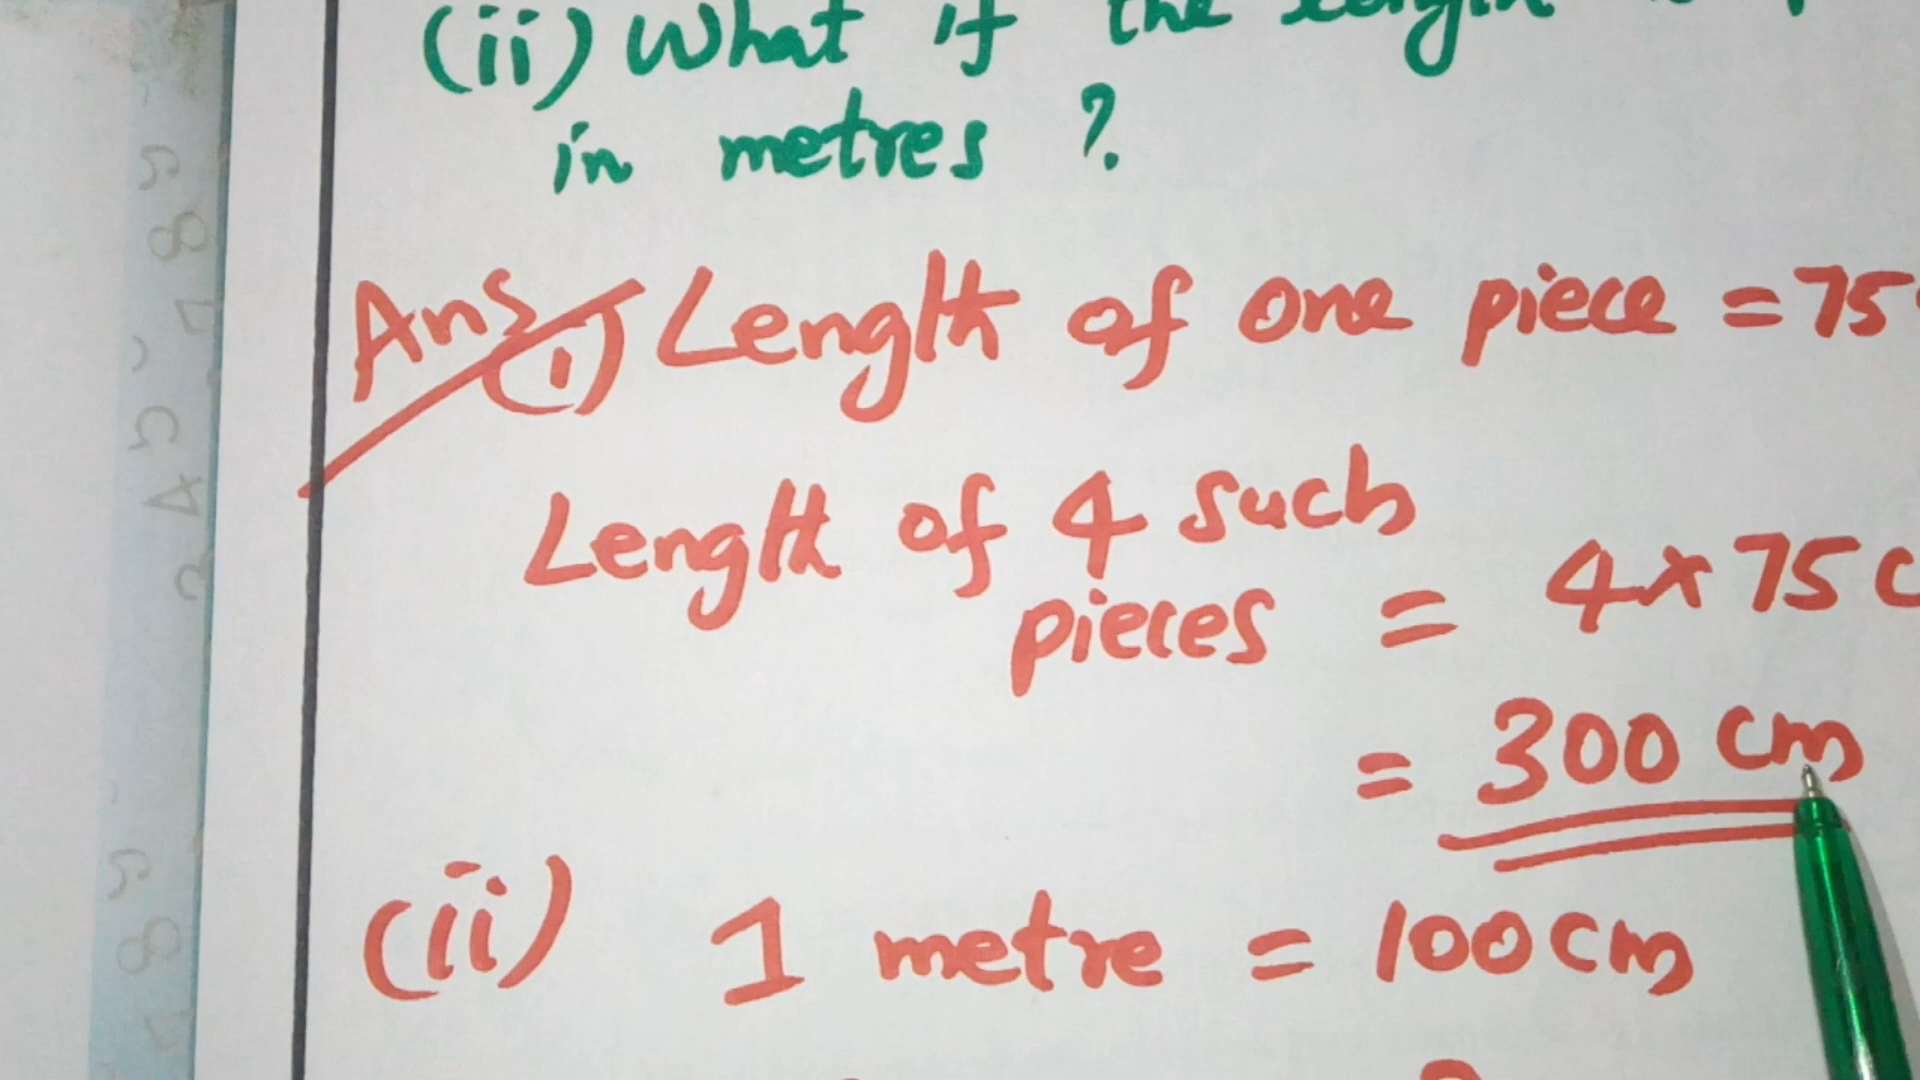 (ii) What if the length
in metres ?
Ans (i) Length of one piece = 75
Length of 4 such
pieces = 4 x 75 c
= 300 cm
(ii) 1 metre = 100 cm